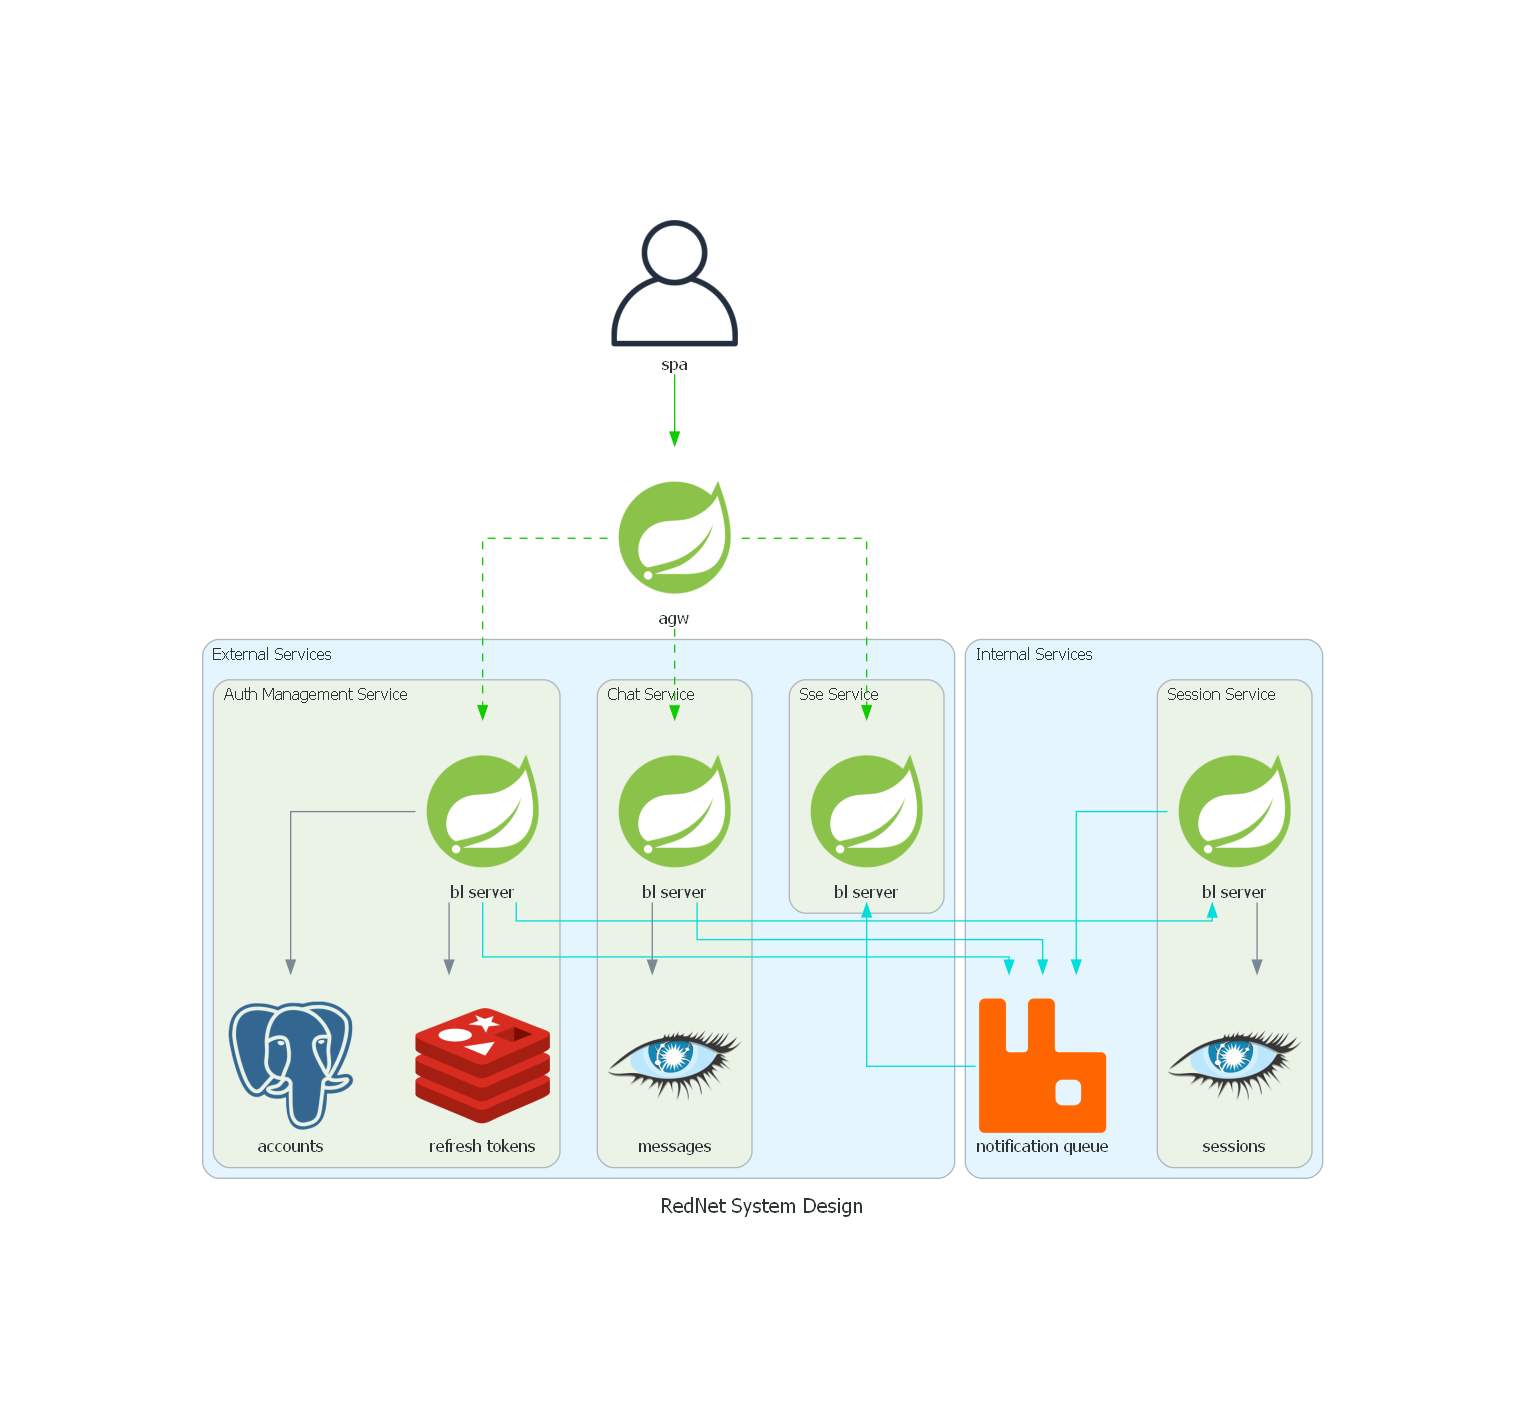 spa
agw
External Services
Internal Services
Auth Management Service
Chat Service
Sse Service
Session Service
bl server
bl server
bl server
bl server
accounts
refresh tokens
messages
notification queue
sessions
RedNet System Design